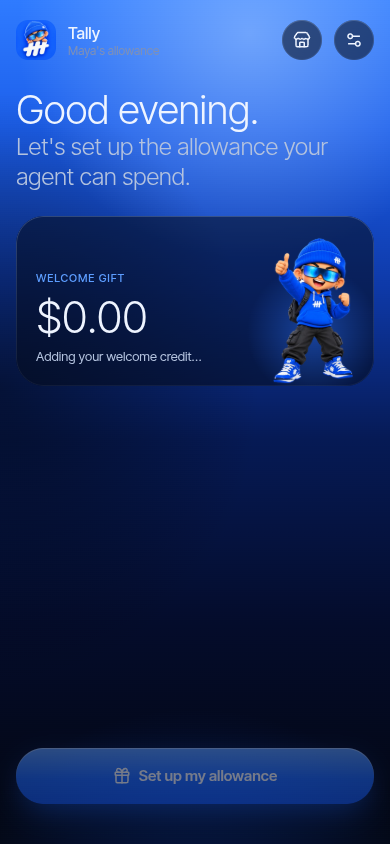 Tally
Maya's allowance
Good evening.
Let's set up the allowance your
agent can spend.
WELCOME GIFT
$0.00
Adding your welcome credit...
Set up my allowance